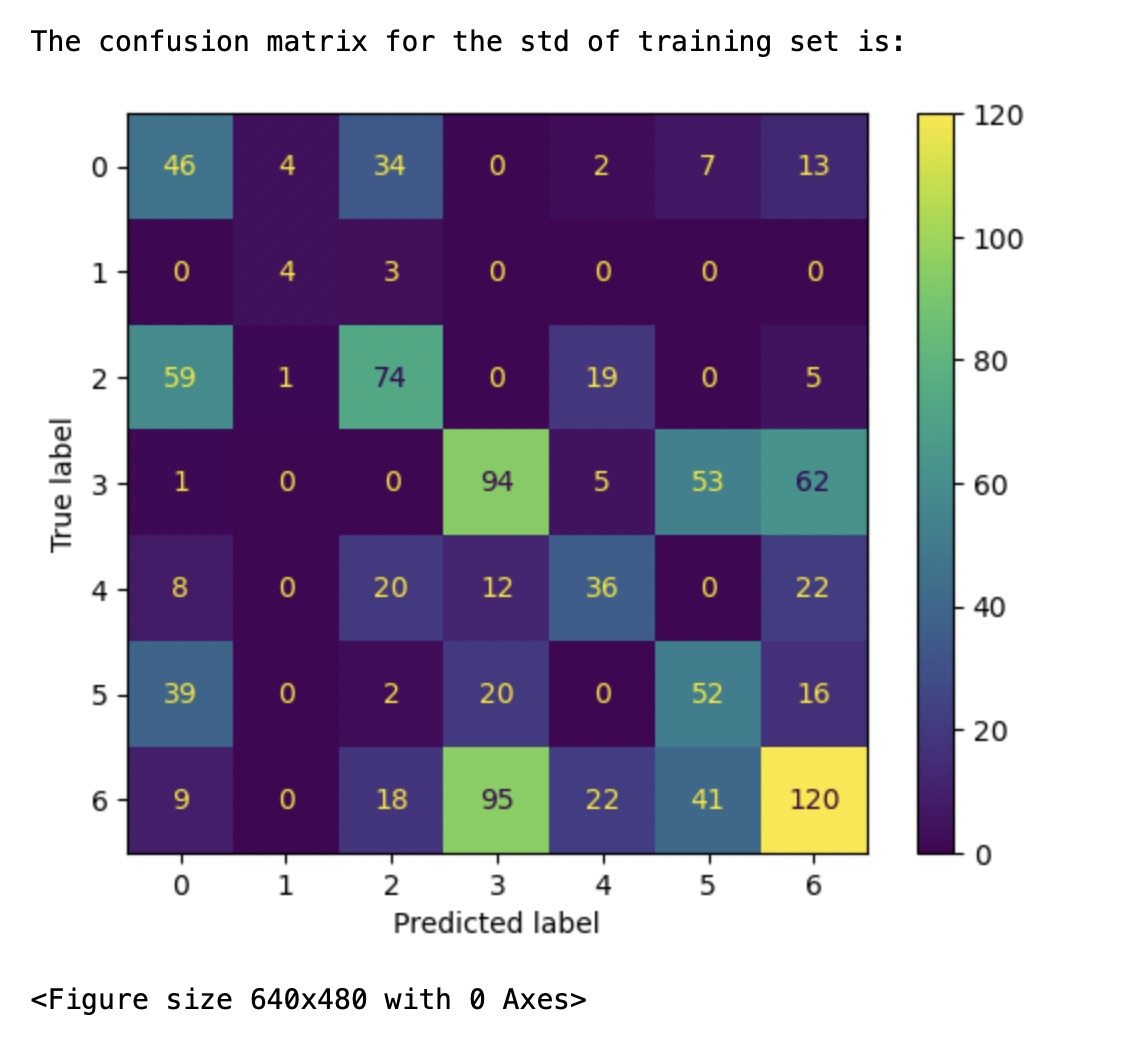 The confusion matrix for the std of training set is:
0 46 4 34 0 2 7 13
1 0 4 3 0 0 0 0
2 59 1 74 0 19 0 5
3 1 0 0 94 5 53 62
4 8 0 20 12 36 0 22
5 39 0 2 20 0 52 16
6 9 0 18 95 22 41 120
0 1 2 3 4 5 6
Predicted label
True label
120
100
80
60
40
20
0
<Figure size 640x480 with 0 Axes>